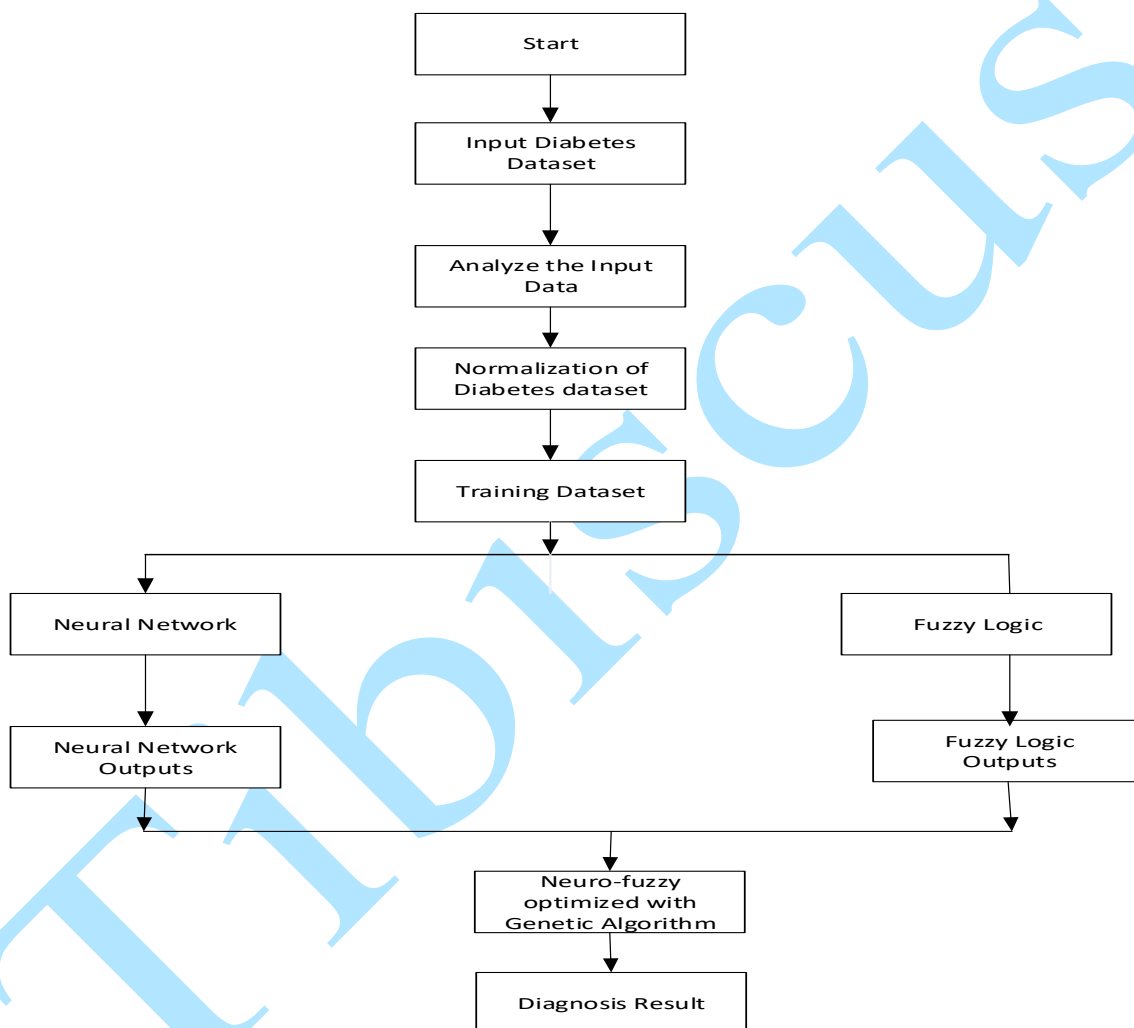 Start
Input Diabetes
Dataset
Analyze the Input
Data
Normalization of
Diabetes dataset
Training Dataset
Neural Network
Fuzzy Logic
Neural Network
Outputs
Fuzzy Logic
Outputs
Neuro-fuzzy
optimized with
Genetic Algorithm
Diagnosis Result
Tibiscus